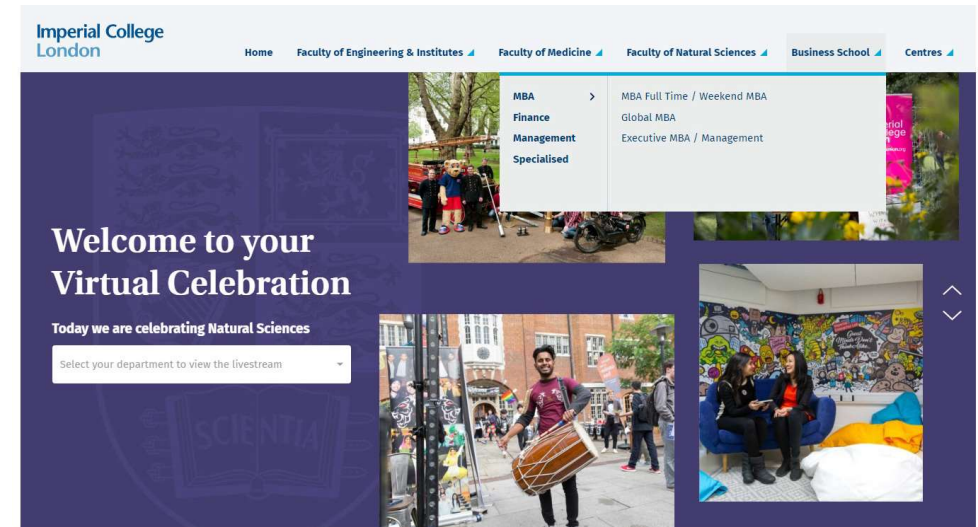 Imperial College
London
Home
Faculty of Engineering & Institutes
Faculty of Medicine
Faculty of Natural Sciences
Business School
Centres
MBA
Finance
Management
Specialised
MBA Full Time / Weekend MBA
Global MBA
Executive MBA / Management
Welcome to your
Virtual Celebration
Today we are celebrating Natural Sciences
Select your department to view the livestream
SCIENTIA